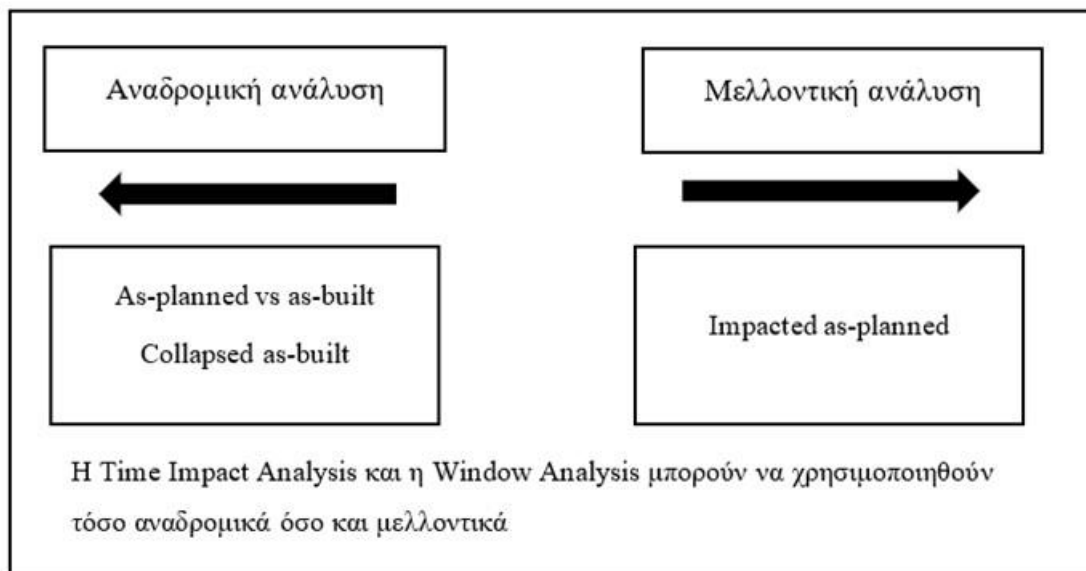 Αναδρομική ανάλυση
Μελλοντική ανάλυση
As-planned vs as-built
Collapsed as-built
Impacted as-planned
Η Time Impact Analysis και η Window Analysis μπορούν να χρησιμοποιηθούν
τόσο αναδρομικά όσο και μελλοντικά